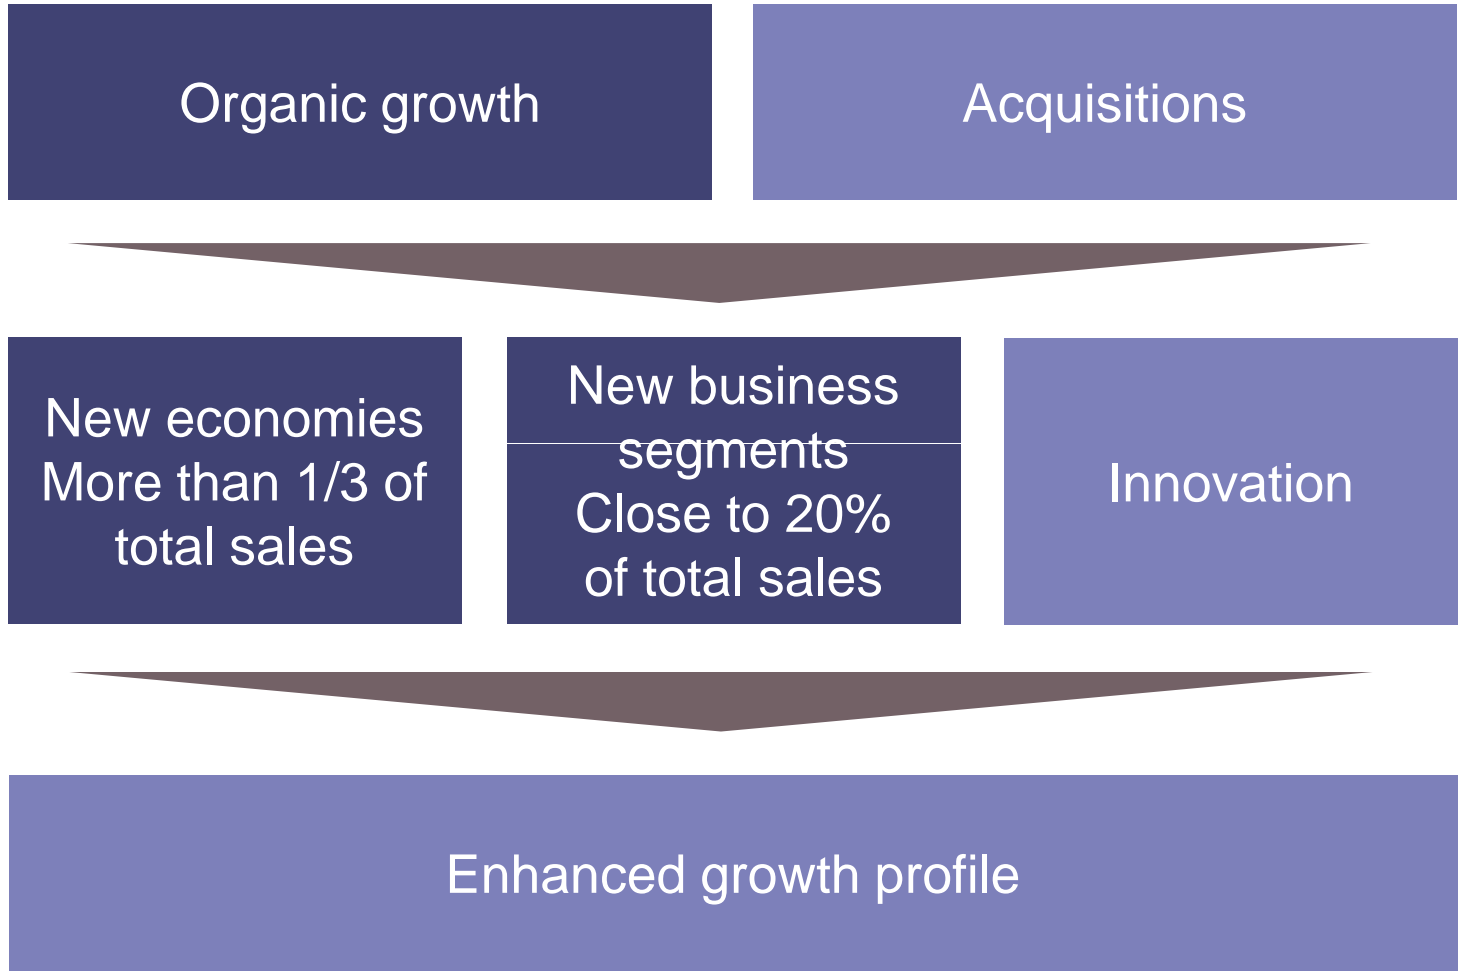 Organic growth
Acquisitions
New economies
More than 1/3 of
total sales
New business
segments
Close to 20%
of total sales
Innovation
Enhanced growth profile